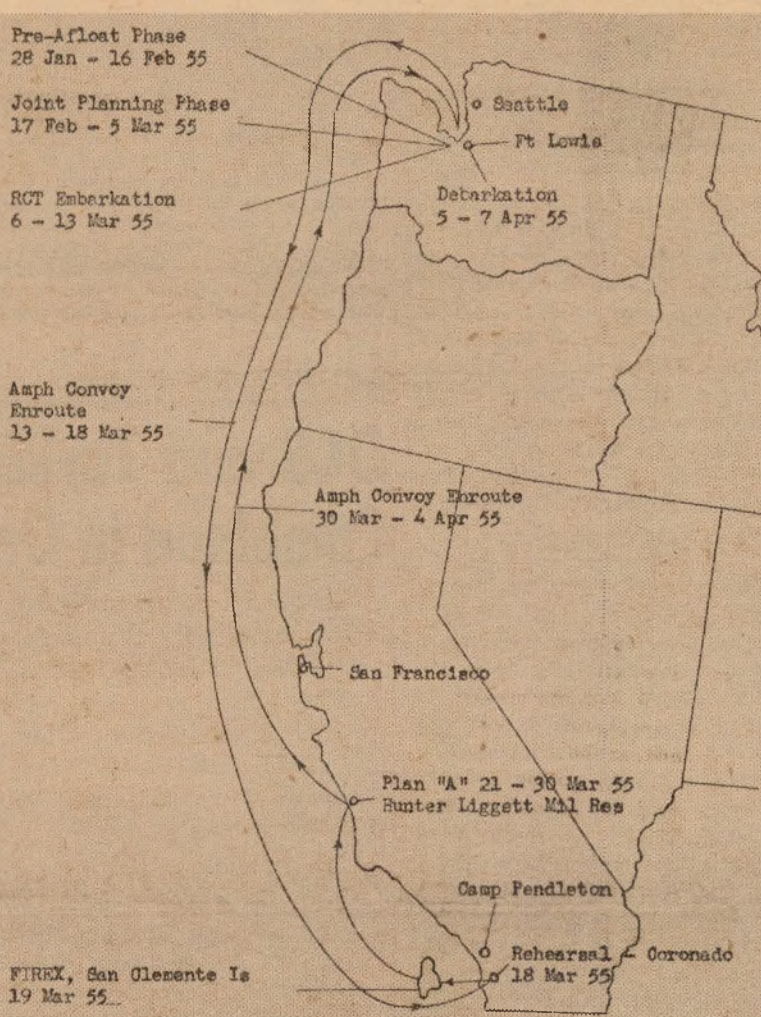 Pre-Afloat Phase
28 Jan - 16 Feb 55
Joint Planning Phase
17 Feb - 5 Mar 55
RCT Embarkation
6 - 13 Mar 55
Seattle
Ft Lewis
Debarkation
5 - 7 Apr 55
Amph Convoy
Enroute
13 - 18 Mar 55
Amph Convoy Enroute
30 Mar - 4 Apr 55
San Francisco
Plan "A" 21 - 30 Mar 55
Hunter Liggett Mil Res
Camp Pendleton
Rehearsal - Coronado
18 Mar 55
FIREX, San Clemente Is
19 Mar 55